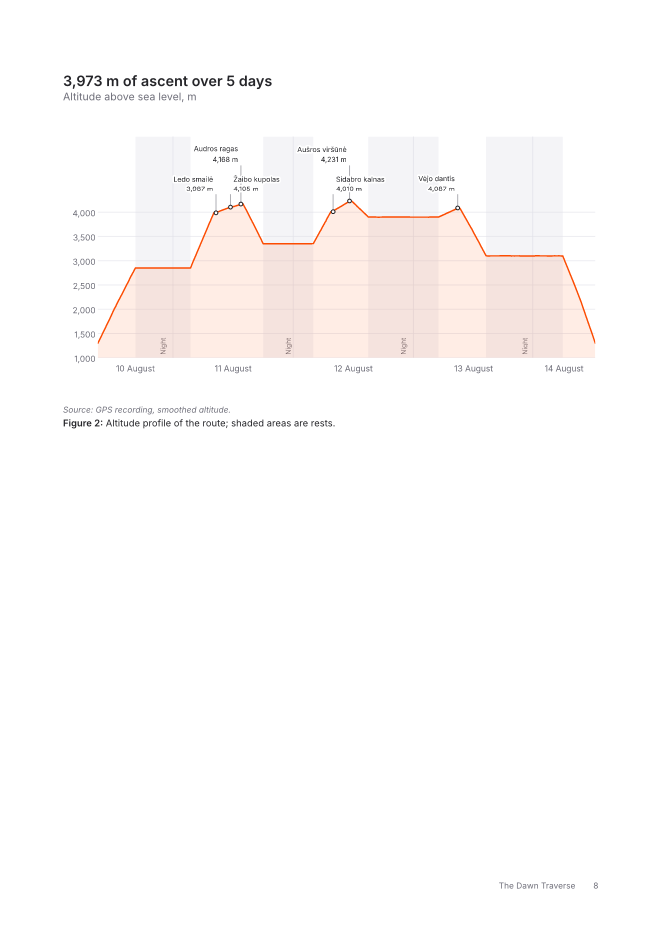 3,973 m of ascent over 5 days
Altitude above sea level, m
Audros ragas
4,168 m
Aušros viršūnė
4,231 m
Ledo smailė
3,987 m
Žaibo kupolas
4,105 m
Sidabro kalnas
4,010 m
Vėjo dantis
4,087 m
4,000
3,500
3,000
2,500
2,000
1,500
1,000
Night
Night
Night
Night
10 August
11 August
12 August
13 August
14 August
Source: GPS recording, smoothed altitude.
Figure 2: Altitude profile of the route; shaded areas are rests.
The Dawn Traverse 8